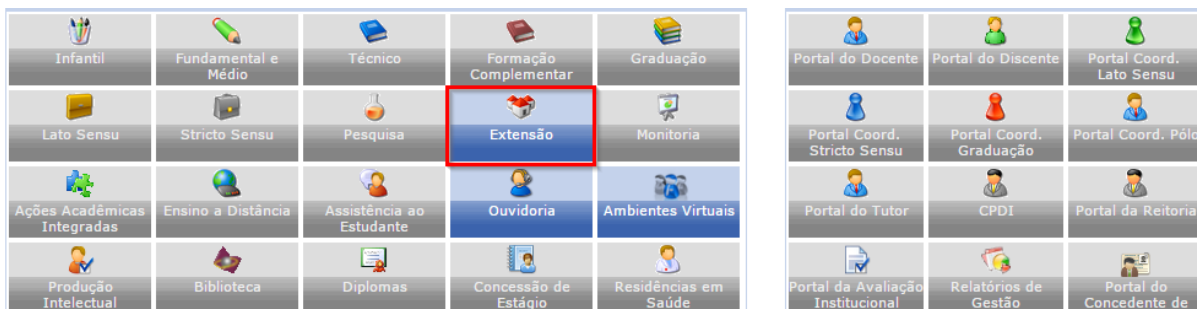 Infantil
Fundamental e
Médio
Técnico
Formação
Complementar
Graduação
Lato Sensu
Stricto Sensu
Pesquisa
Extensão
Monitoria
Ações Acadêmicas
Integradas
Ensino a Distância
Assistência ao
Estudante
Ouvidoria
Ambientes Virtuais
Produção
Intelectual
Biblioteca
Diplomas
Concessão de
Estágio
Residências em
Saúde
Portal do Docente
Portal do Discente
Portal Coord.
Lato Sensu
Portal Coord.
Stricto Sensu
Portal Coord.
Graduação
Portal Coord. Pólo
Portal do Tutor
CPDI
Portal da Reitoria
Portal da Avaliação
Institucional
Relatórios de
Gestão
Portal do
Concedente de